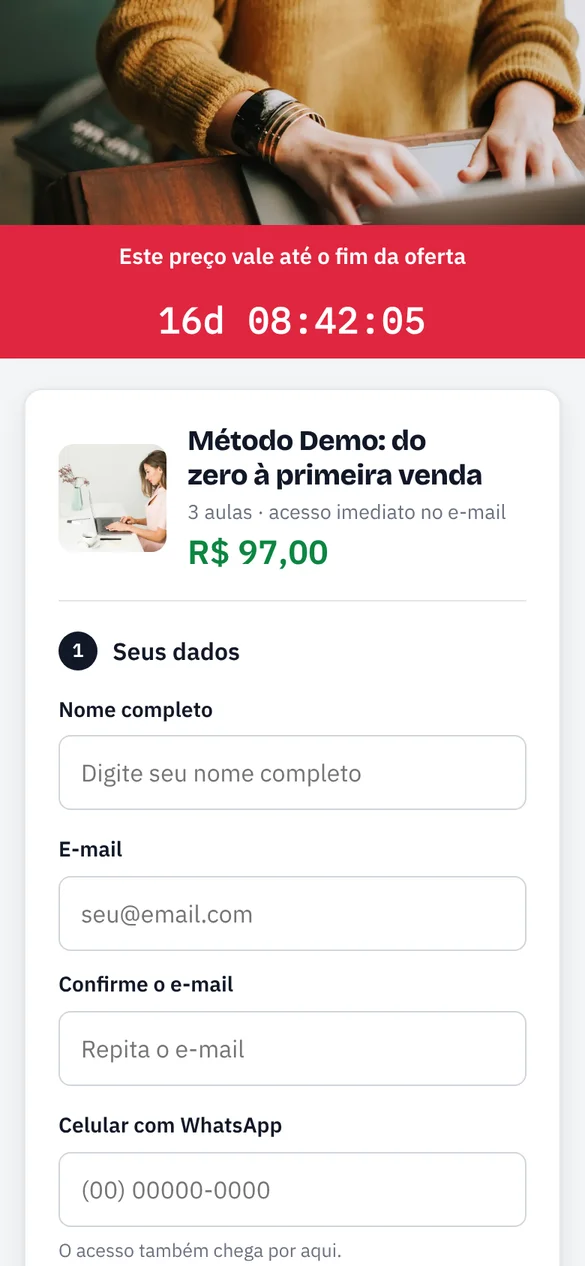 Este preço vale até o fim da oferta
16d 08:42:05
Método Demo: do
zero à primeira venda
3 aulas · acesso imediato no e-mail
R$ 97,00
1 Seus dados
Nome completo
Digite seu nome completo
E-mail
seu@email.com
Confirme o e-mail
Repita o e-mail
Celular com WhatsApp
(00) 00000-0000
O acesso também chega por aqui.